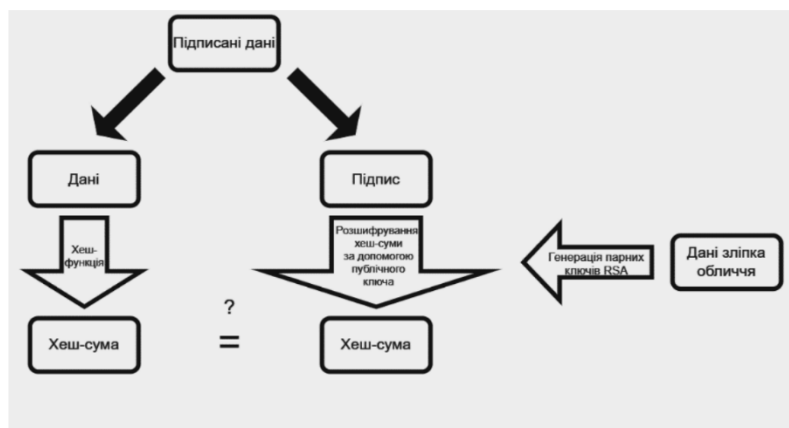 Підписані дані
Дані
Підпис
Хеш-
функція
Розшифрування
хеш-суми
за допомогою
публічного
ключа
Генерація парних
ключів RSA
Дані зліпка
обличчя
?
=
Хеш-сума
Хеш-сума